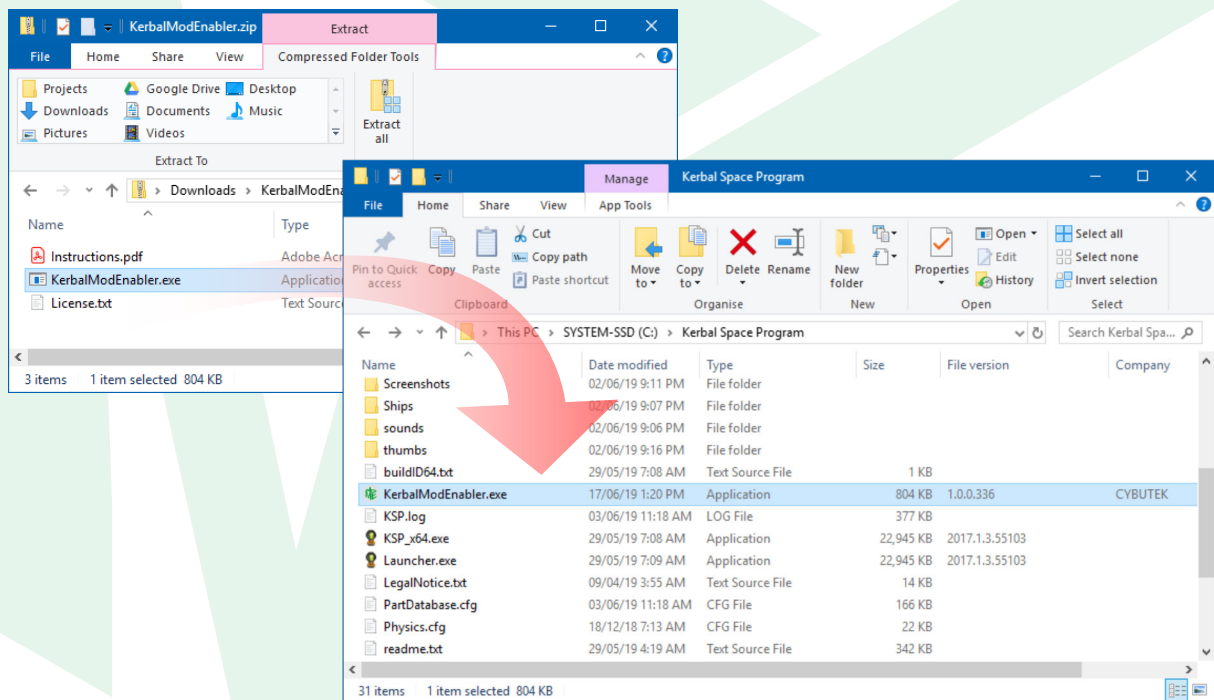 KerbalModEnabler.zip
Extract
File Home Share View Compressed Folder Tools
Projects Google Drive Desktop
Downloads Documents Music
Pictures Videos
Extract all
Extract To
Downloads > KerbalModEna
Name Type
Instructions.pdf Adobe Acr
KerbalModEnabler.exe Application
License.txt Text Source
3 items 1 item selected 804 KB
Manage Kerbal Space Program
File Home Share View App Tools
Pin to Quick access
Copy
Paste
Cut
Copy path
Paste shortcut
Clipboard
Move to
Copy to
Delete
Rename
Organise
New folder
New
Properties
Open
Edit
History
Open
Select all
Select none
Invert selection
Select
This PC > SYSTEM-SSD (C:) > Kerbal Space Program
Search Kerbal Spa...
Name Date modified Type Size File version Company
Screenshots 02/06/19 9:11 PM File folder
Ships 02/06/19 9:07 PM File folder
sounds 02/06/19 9:06 PM File folder
thumbs 02/06/19 9:16 PM File folder
buildID64.txt 29/05/19 7:08 AM Text Source File 1 KB
KerbalModEnabler.exe 17/06/19 1:20 PM Application 804 KB 1.0.0.336 CYBUTEK
KSP.log 03/06/19 11:18 AM LOG File 377 KB
KSP_x64.exe 29/05/19 7:08 AM Application 22,945 KB 2017.1.3.55103
Launcher.exe 29/05/19 7:09 AM Application 22,945 KB 2017.1.3.55103
LegalNotice.txt 09/04/19 3:55 AM Text Source File 14 KB
PartDatabase.cfg 03/06/19 11:18 AM CFG File 166 KB
Physics.cfg 18/12/18 7:13 AM CFG File 22 KB
readme.txt 29/05/19 4:19 AM Text Source File 342 KB
31 items 1 item selected 804 KB